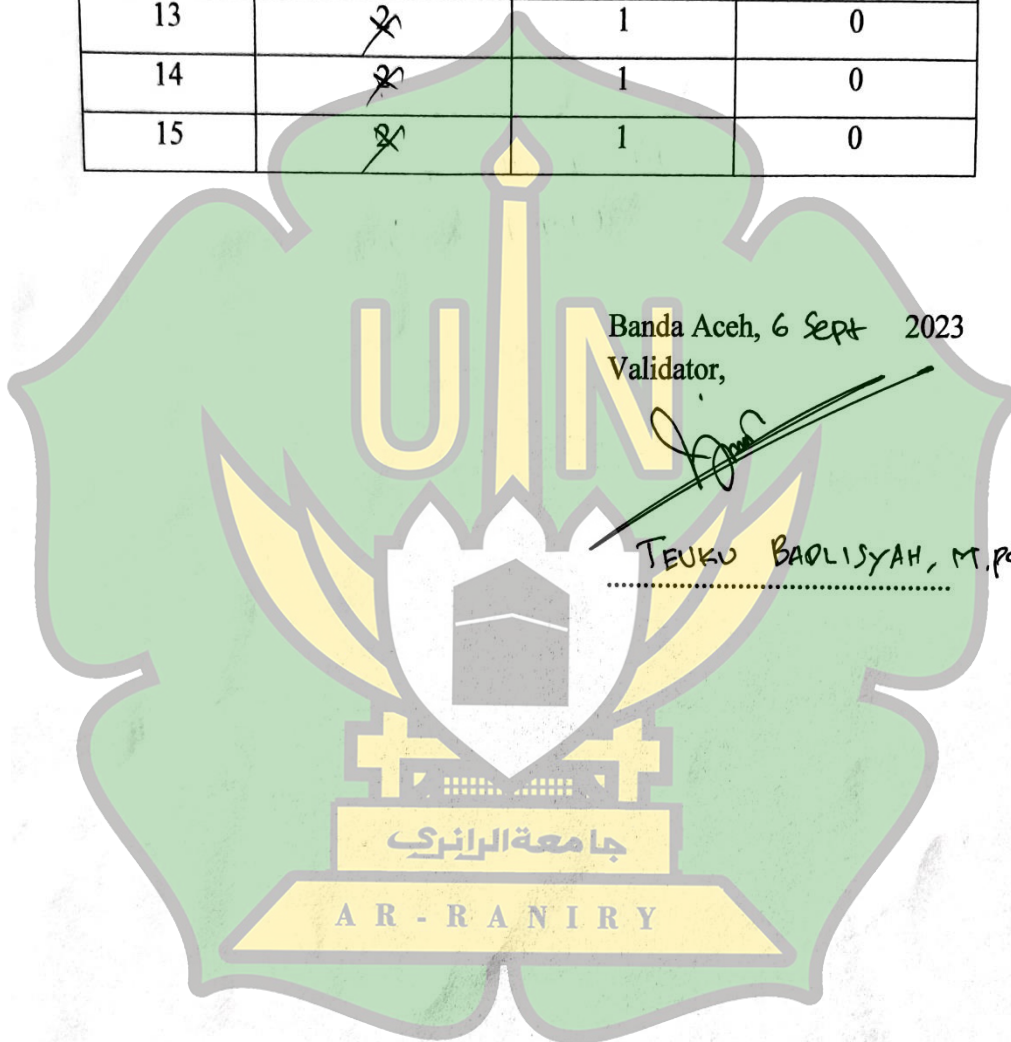 13 2 1 0
14 2 1 0
15 2 1 0
UIN
Banda Aceh, 6 Sept 2023
Validator,
TEUKU BADLISYAH, M.Pd
جامعة الرانري
AR-RANIRY